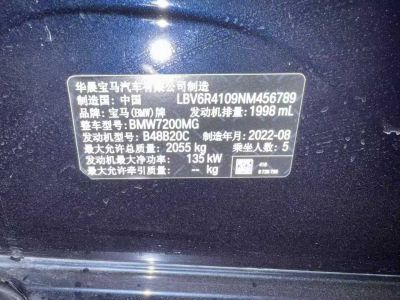 华晨宝马汽车有限公司制造
制造国：中国 LBV6R4109NM456789
品牌：宝马(BMW)牌 发动机排量：1998 mL
整车型号：BMW7200MG
发动机型号：B48B20C 制造年月：2022-08
最大允许总质量：2055 kg 乘坐人数：5
发动机最大净功率：135 kW
最大允许牵引质量：-- kg